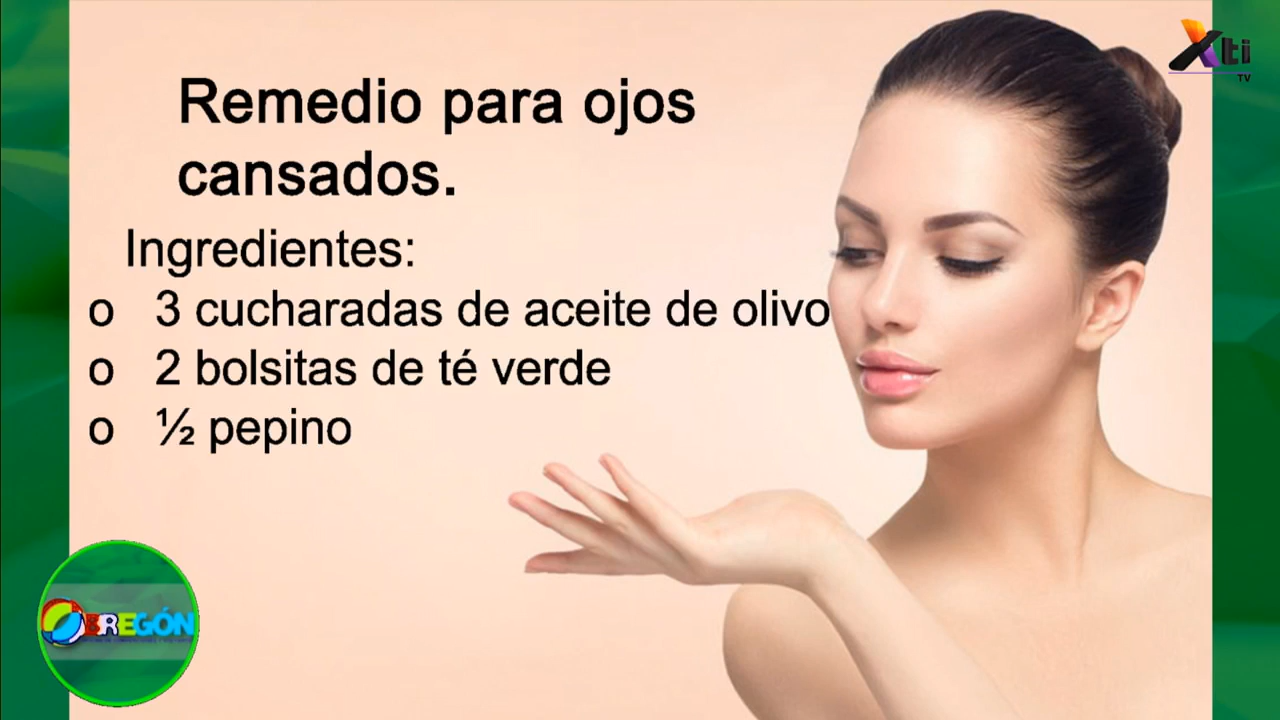 Xti
TV
Remedio para ojos
cansados.
Ingredientes:
o 3 cucharadas de aceite de olivo
o 2 bolsitas de té verde
o ½ pepino
OBREGÓN